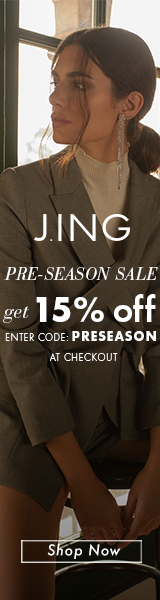 J.ING
PRE-SEASON SALE
get 15% off
ENTER CODE: PRESEASON
AT CHECKOUT
Shop Now